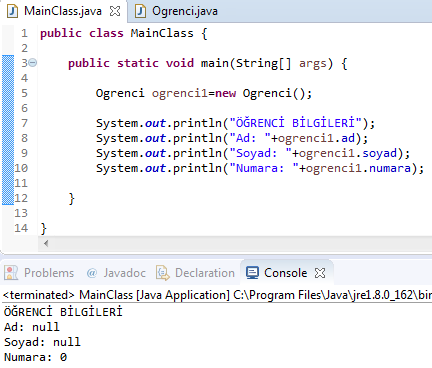 MainClass.java Ogrenci.java
1 public class MainClass {
2
3 public static void main(String[] args) {
4
5 Ogrenci ogrenci1=new Ogrenci();
6
7 System.out.println("ÖĞRENCİ BİLGİLERİ");
8 System.out.println("Ad: "+ogrenci1.ad);
9 System.out.println("Soyad: "+ogrenci1.soyad);
10 System.out.println("Numara: "+ogrenci1.numara);
11
12 }
13
14 }
Problems @ Javadoc Declaration Console
<terminated> MainClass [Java Application] C:\Program Files\Java\jre1.8.0_162\bin
ÖĞRENCİ BİLGİLERİ
Ad: null
Soyad: null
Numara: 0